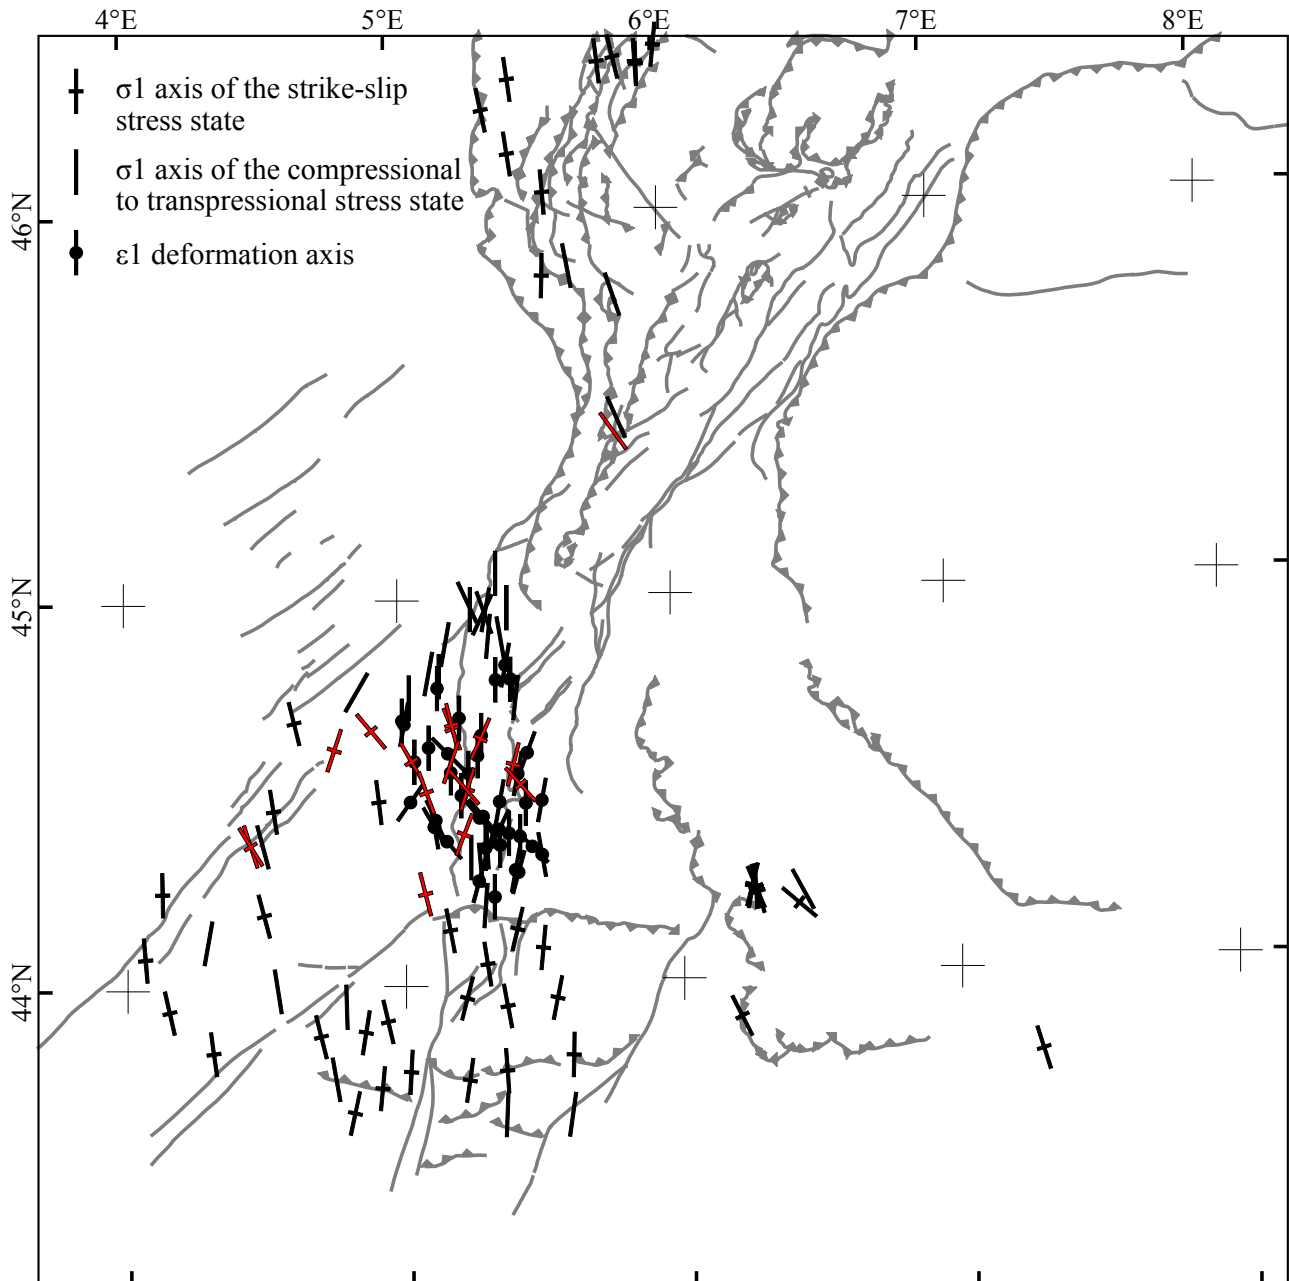 4°E 5°E 6°E 7°E 8°E
σ1 axis of the strike-slip
stress state
σ1 axis of the compressional
to transpressional stress state
ε1 deformation axis
46°N
45°N
44°N